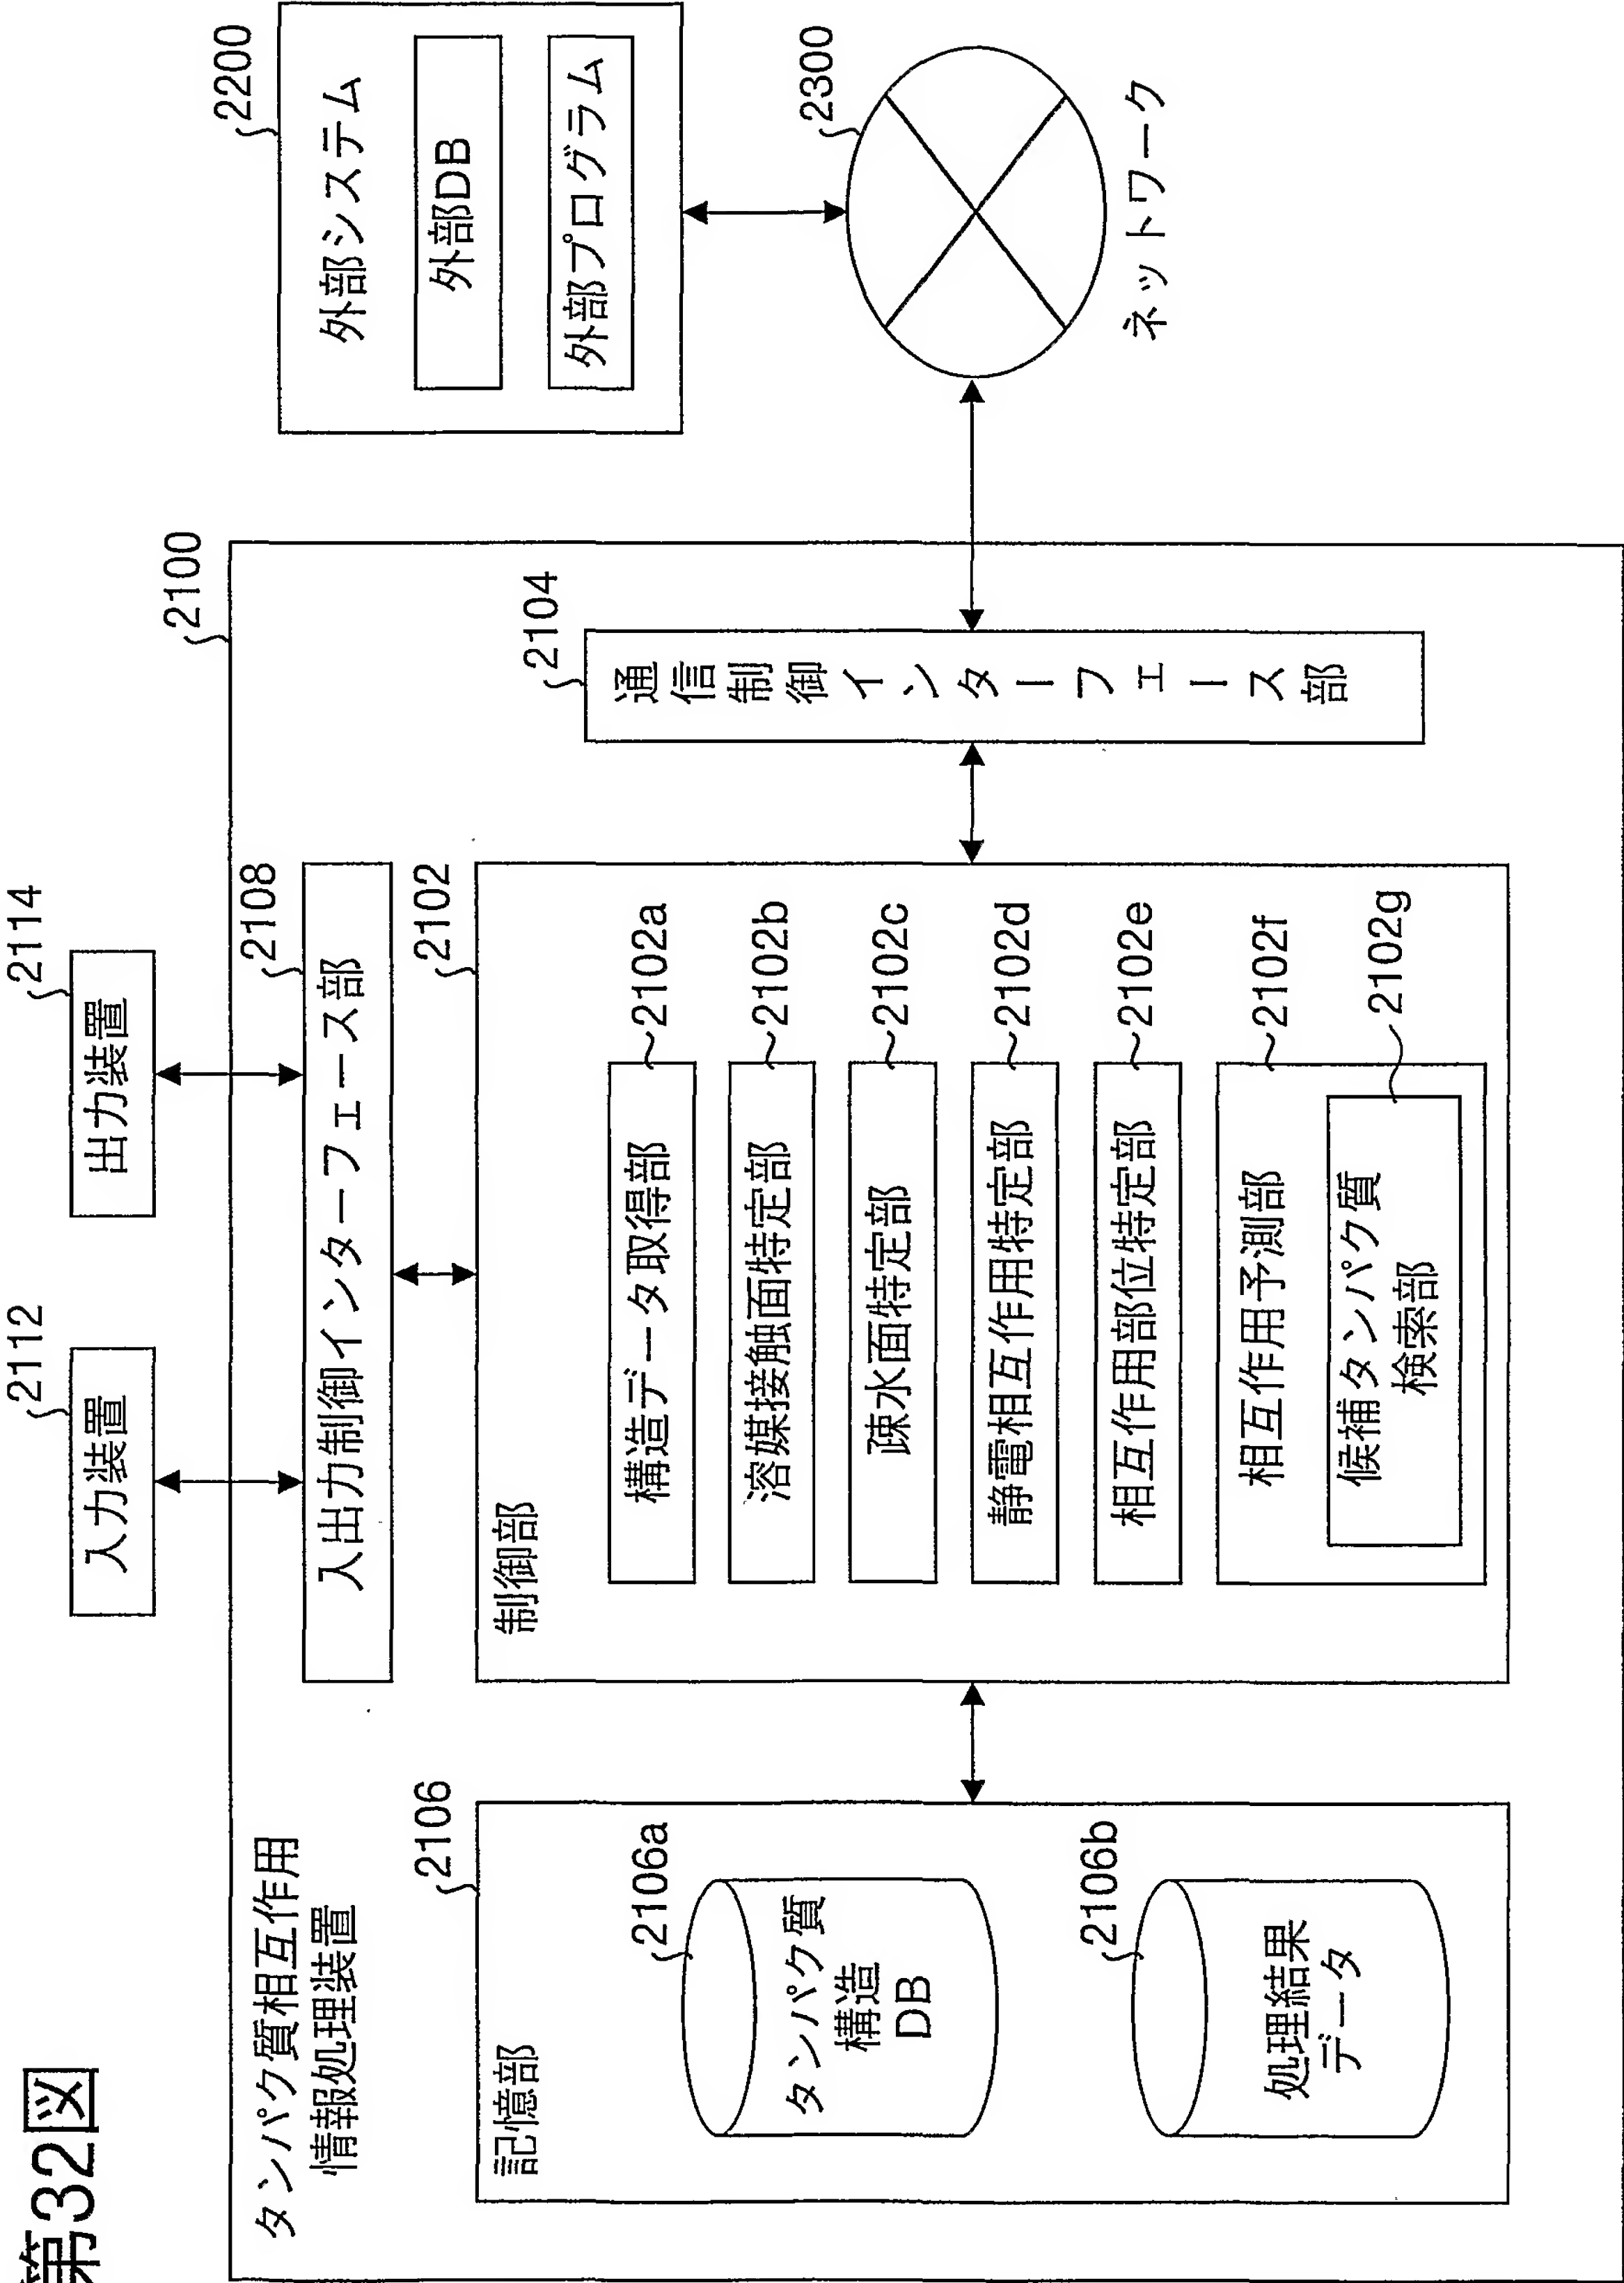 第32図
2112
入力装置
2114
出力装置
2100
タンパク質相互作用
情報処理装置
2108
入出力制御インターフェース部
2106
記憶部
2106a
タンパク質
構造
DB
2106b
処理結果
データ
2102
制御部
構造データ取得部
2102a
溶媒接触面特定部
2102b
疎水面特定部
2102c
静電相互作用特定部
2102d
相互作用部位特定部
2102e
相互作用予測部
2102f
候補タンパク質
検索部
2102g
2104
通信制御インターフェース部
2200
外部システム
外部DB
外部プログラム
2300
ネットワーク